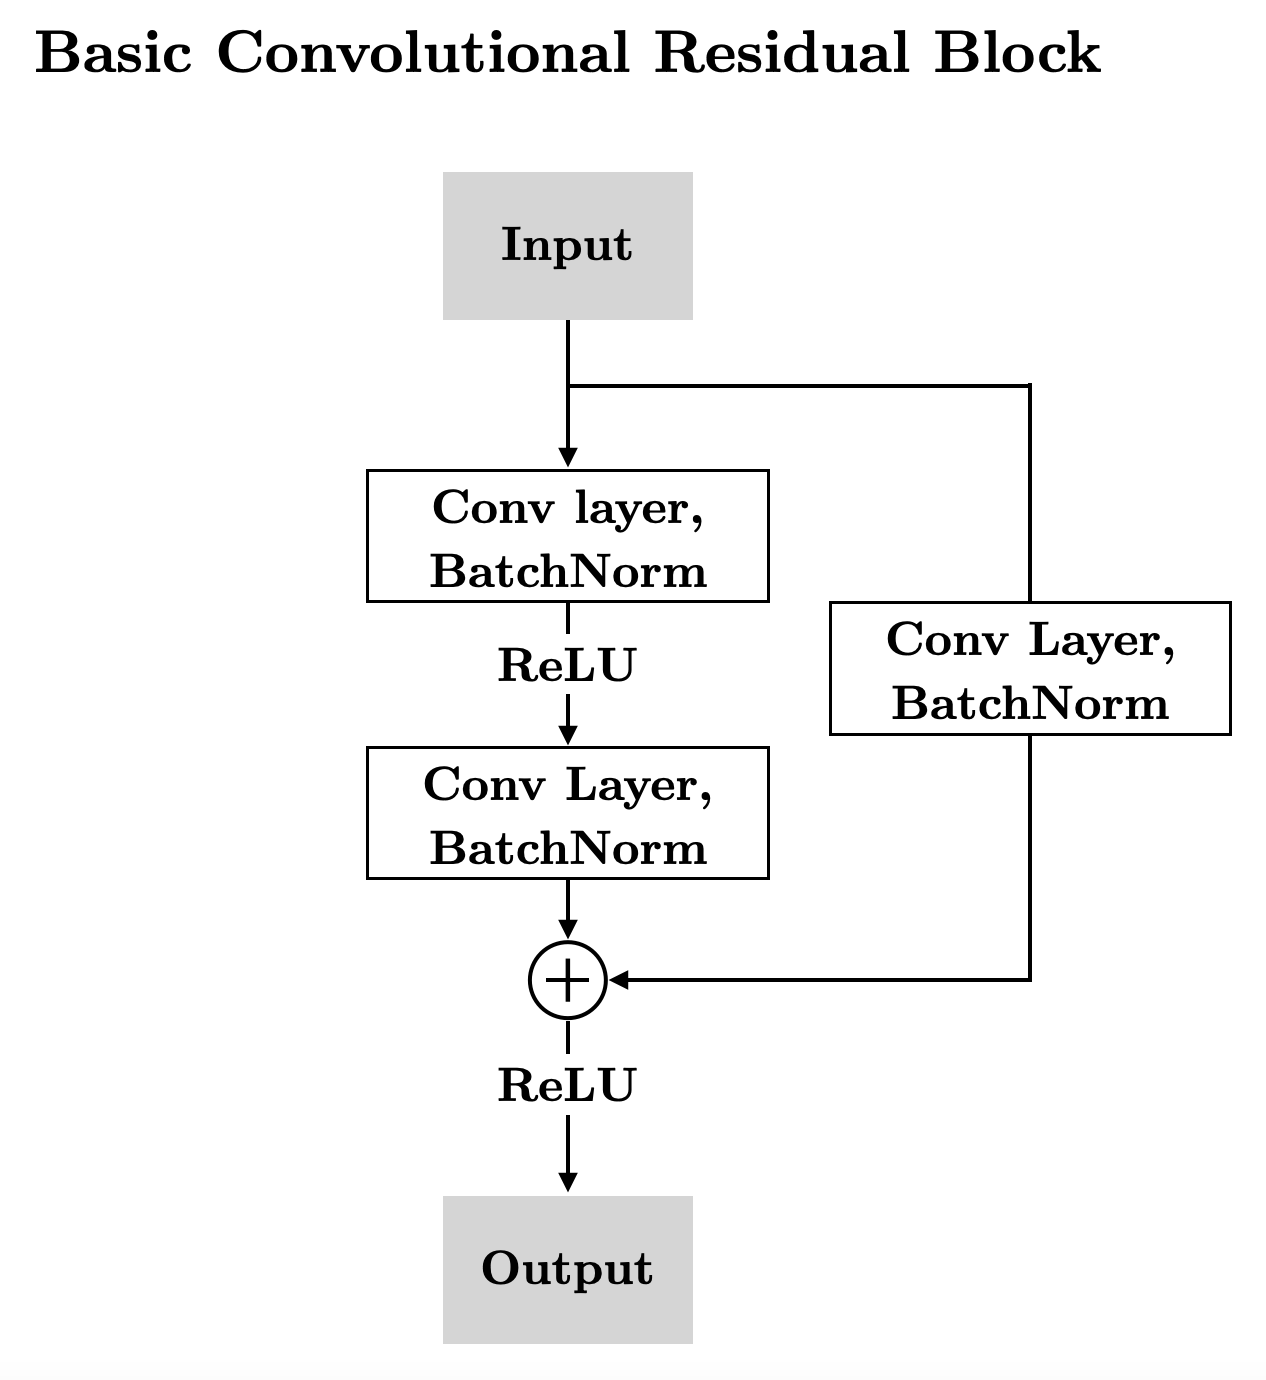 Basic Convolutional Residual Block
Input
Conv layer,
BatchNorm
ReLU
Conv Layer,
BatchNorm
Conv Layer,
BatchNorm
+
ReLU
Output